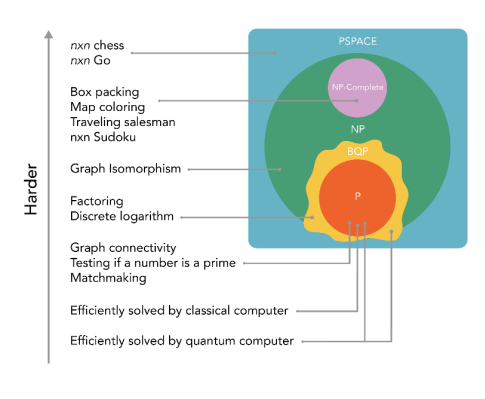 nxn chess
nxn Go
Box packing
Map coloring
Traveling salesman
nxn Sudoku
Graph Isomorphism
Factoring
Discrete logarithm
Graph connectivity
Testing if a number is a prime
Matchmaking
Efficiently solved by classical computer
Efficiently solved by quantum computer
Harder
PSPACE
NP-Complete
NP
BQP
P